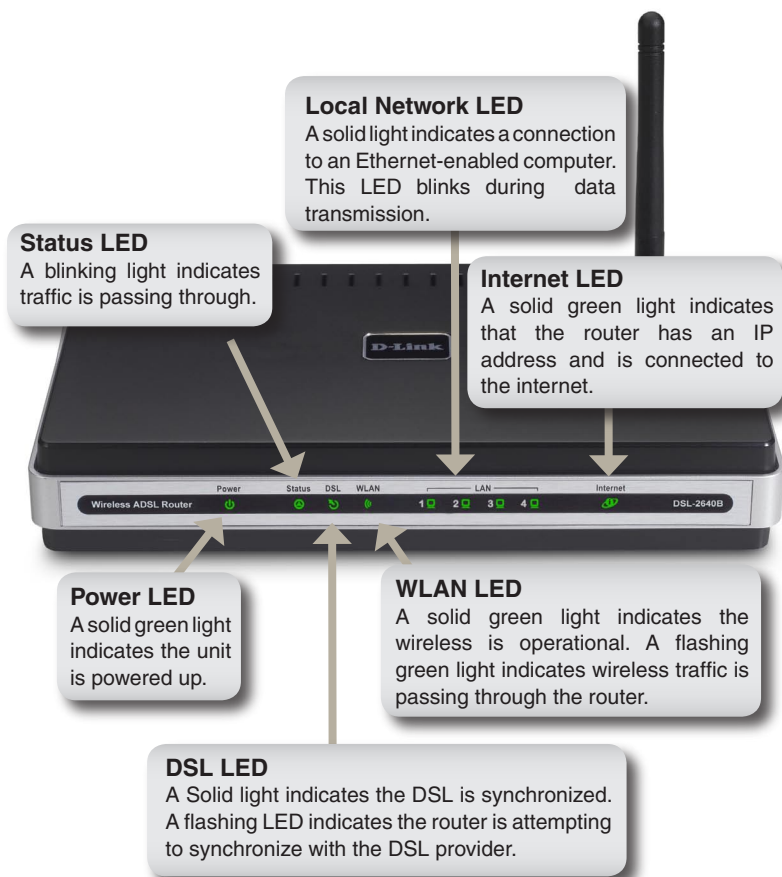 Local Network LED
A solid light indicates a connection
to an Ethernet-enabled computer.
This LED blinks during data
transmission.
Status LED
A blinking light indicates
traffic is passing through.
Internet LED
A solid green light indicates
that the router has an IP
address and is connected to
the internet.
D-Link
Power Status DSL WLAN LAN Internet
Wireless ADSL Router 1 2 3 4 DSL-2640B
Power LED
A solid green light
indicates the unit
is powered up.
WLAN LED
A solid green light indicates the
wireless is operational. A flashing
green light indicates wireless traffic is
passing through the router.
DSL LED
A Solid light indicates the DSL is synchronized.
A flashing LED indicates the router is attempting
to synchronize with the DSL provider.